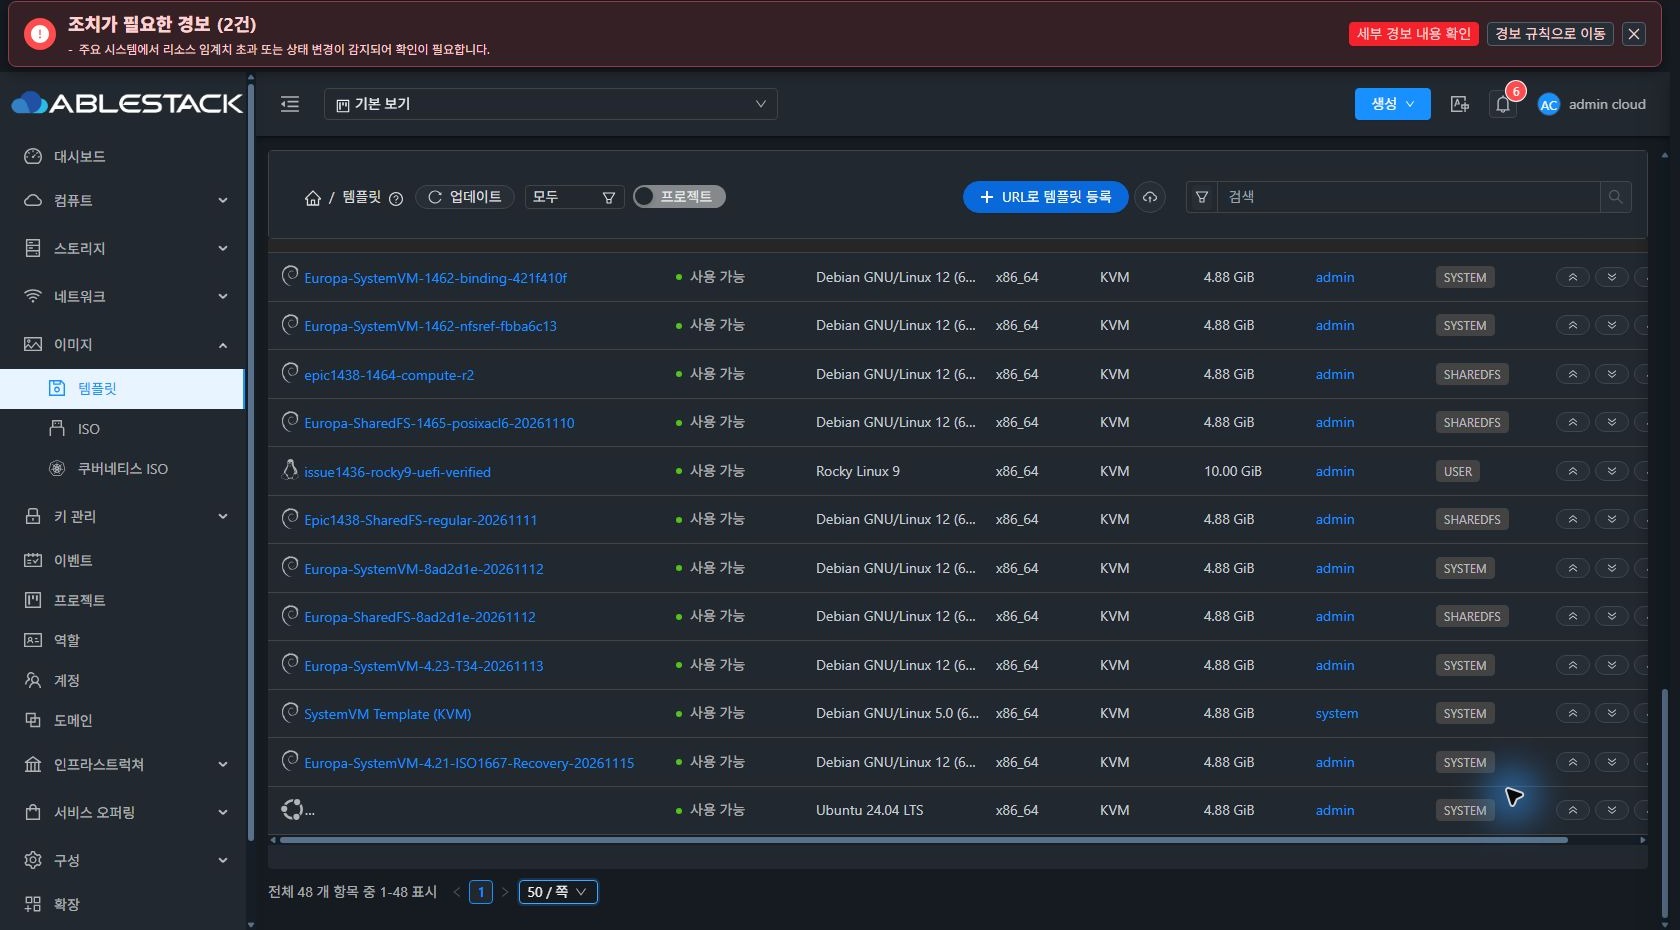 조치가 필요한 경보 (2건)
- 주요 시스템에서 리소스 임계치 초과 또는 상태 변경이 감지되어 확인이 필요합니다.
세부 경보 내용 확인
경보 규칙으로 이동
ABLESTACK
기본 보기
생성
6
AC
admin cloud
대시보드
컴퓨트
스토리지
네트워크
이미지
템플릿
ISO
쿠버네티스 ISO
키 관리
이벤트
프로젝트
역할
계정
도메인
인프라스트럭쳐
서비스 오퍼링
구성
확장
/ 템플릿
업데이트
모두
프로젝트
+ URL로 템플릿 등록
검색
Europa-SystemVM-1462-binding-421f410f 사용 가능 Debian GNU/Linux 12 (6... x86_64 KVM 4.88 GiB admin SYSTEM
Europa-SystemVM-1462-nfsref-fbba6c13 사용 가능 Debian GNU/Linux 12 (6... x86_64 KVM 4.88 GiB admin SYSTEM
epic1438-1464-compute-r2 사용 가능 Debian GNU/Linux 12 (6... x86_64 KVM 4.88 GiB admin SHAREDFS
Europa-SharedFS-1465-posixacl6-20261110 사용 가능 Debian GNU/Linux 12 (6... x86_64 KVM 4.88 GiB admin SHAREDFS
issue1436-rocky9-uefi-verified 사용 가능 Rocky Linux 9 x86_64 KVM 10.00 GiB admin USER
Epic1438-SharedFS-regular-20261111 사용 가능 Debian GNU/Linux 12 (6... x86_64 KVM 4.88 GiB admin SHAREDFS
Europa-SystemVM-8ad2d1e-20261112 사용 가능 Debian GNU/Linux 12 (6... x86_64 KVM 4.88 GiB admin SYSTEM
Europa-SharedFS-8ad2d1e-20261112 사용 가능 Debian GNU/Linux 12 (6... x86_64 KVM 4.88 GiB admin SHAREDFS
Europa-SystemVM-4.23-T34-20261113 사용 가능 Debian GNU/Linux 12 (6... x86_64 KVM 4.88 GiB admin SYSTEM
SystemVM Template (KVM) 사용 가능 Debian GNU/Linux 5.0 (6... x86_64 KVM 4.88 GiB system SYSTEM
Europa-SystemVM-4.21-ISO1667-Recovery-20261115 사용 가능 Debian GNU/Linux 12 (6... x86_64 KVM 4.88 GiB admin SYSTEM
... 사용 가능 Ubuntu 24.04 LTS x86_64 KVM 4.88 GiB admin SYSTEM
전체 48 개 항목 중 1-48 표시 < 1 > 50 / 쪽